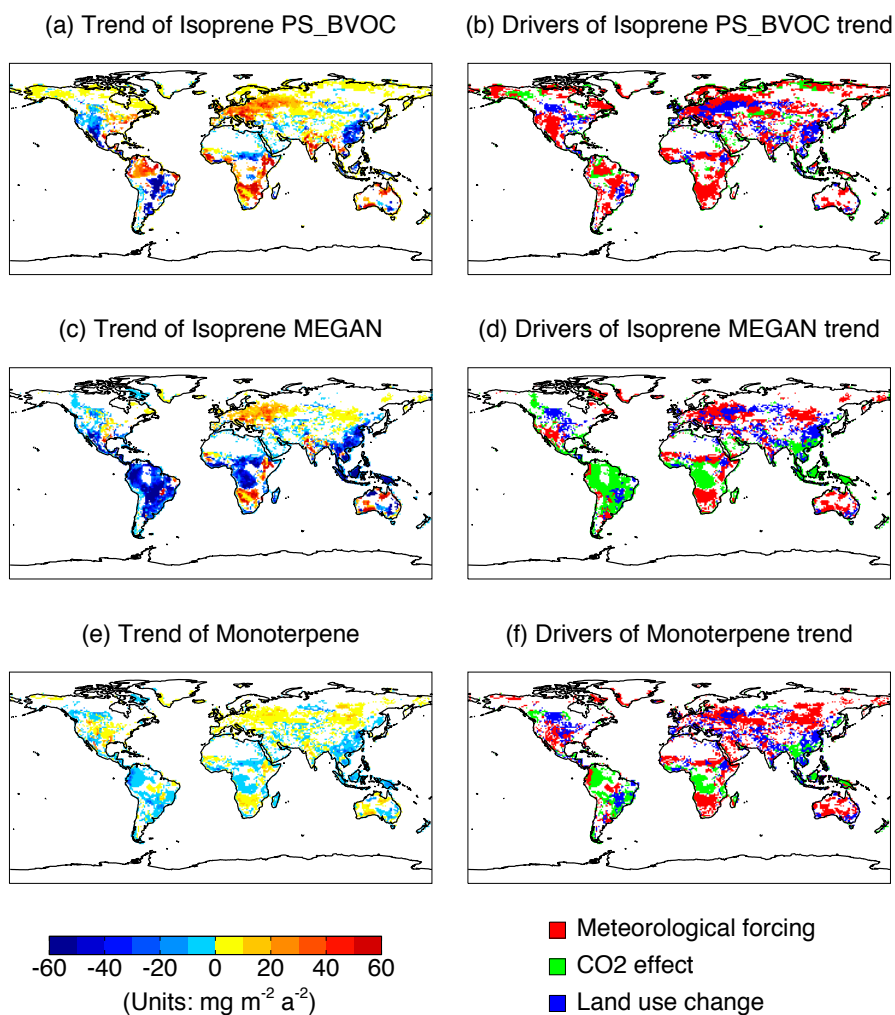 (a) Trend of Isoprene PS_BVOC
(b) Drivers of Isoprene PS_BVOC trend
(c) Trend of Isoprene MEGAN
(d) Drivers of Isoprene MEGAN trend
(e) Trend of Monoterpene
(f) Drivers of Monoterpene trend
-60 -40 -20 0 20 40 60
(Units: mg m⁻² a⁻²)
Meteorological forcing
CO2 effect
Land use change